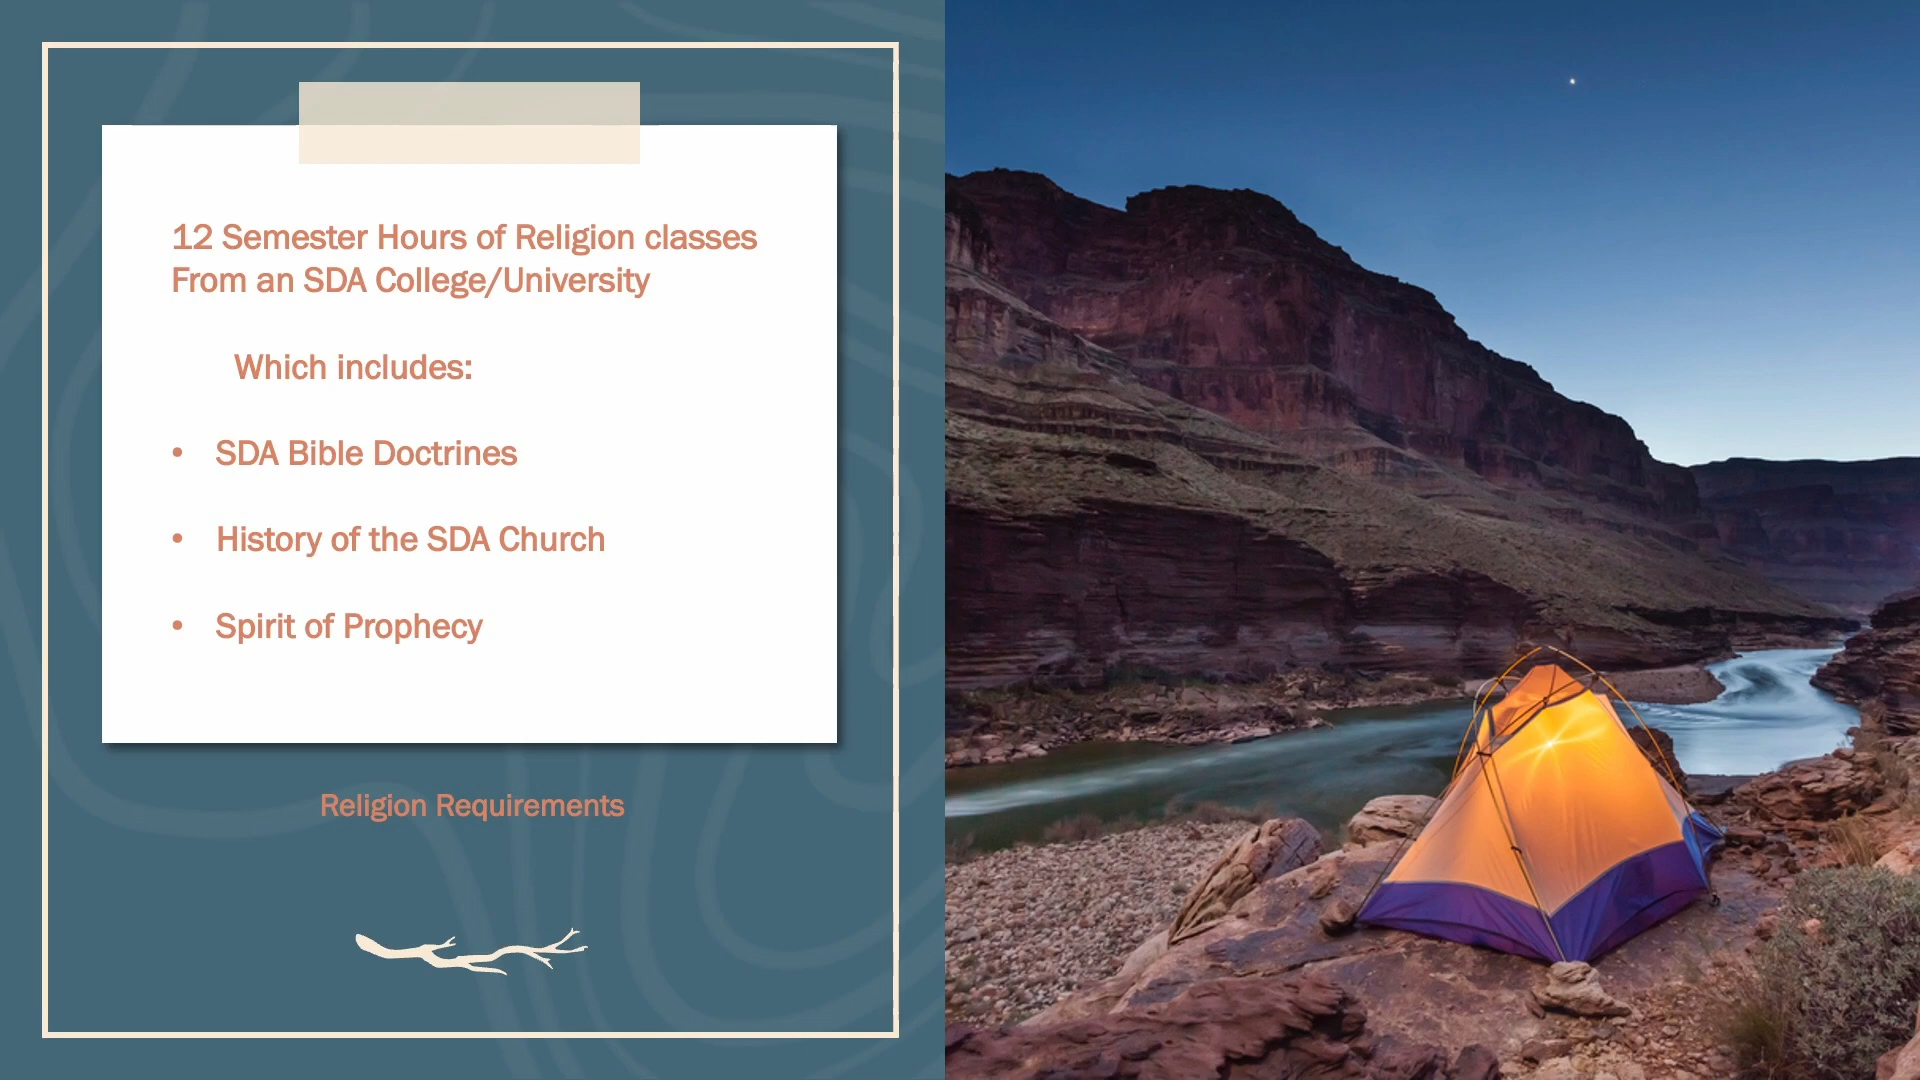 12 Semester Hours of Religion classes
From an SDA College/University
Which includes:
• SDA Bible Doctrines
• History of the SDA Church
• Spirit of Prophecy
Religion Requirements